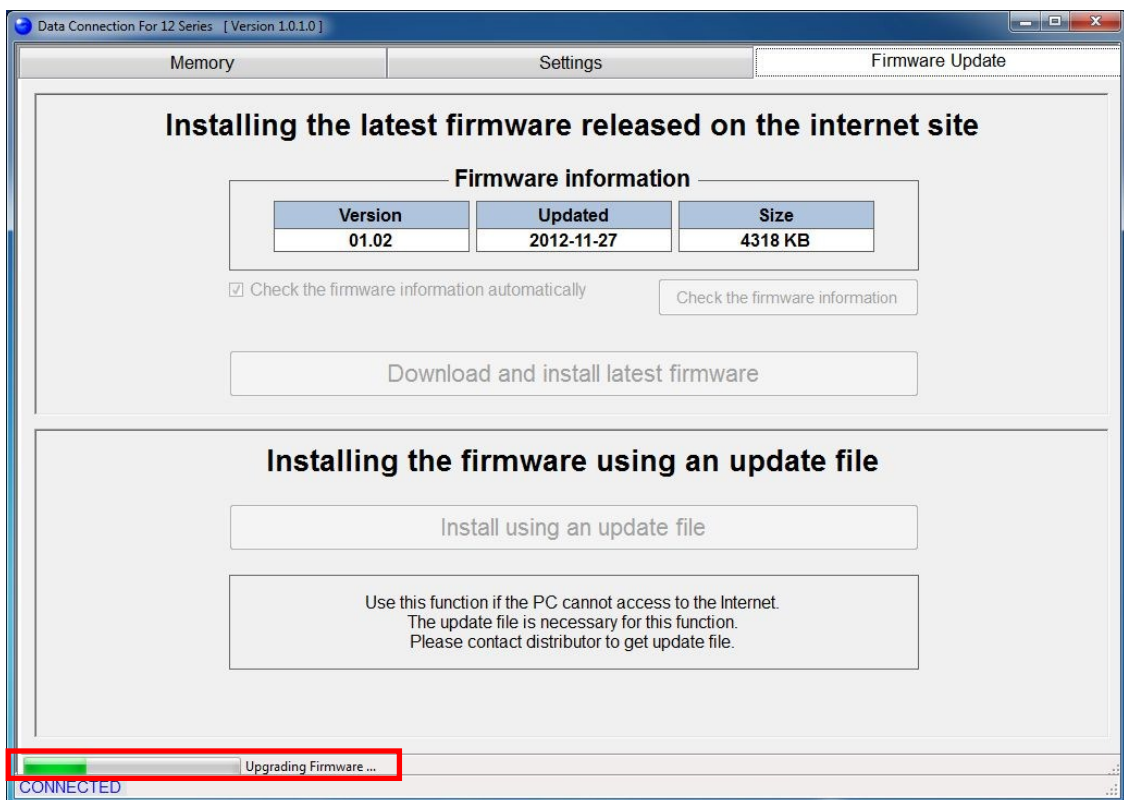 Data Connection For 12 Series [ Version 1.0.1.0 ]
Memory Settings Firmware Update
Installing the latest firmware released on the internet site
Firmware information
Version Updated Size
01.02 2012-11-27 4318 KB
Check the firmware information automatically Check the firmware information
Download and install latest firmware
Installing the firmware using an update file
Install using an update file
Use this function if the PC cannot access to the Internet.
The update file is necessary for this function.
Please contact distributor to get update file.
Upgrading Firmware ...
CONNECTED